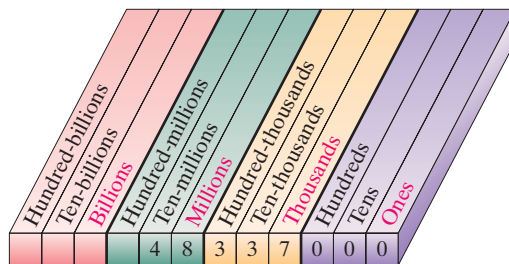 Hundred-billions
Ten-billions
Billions
Hundred-millions
Ten-millions
Millions
Hundred-thousands
Ten-thousands
Thousands
Hundreds
Tens
Ones
4 8 3 3 7 0 0 0